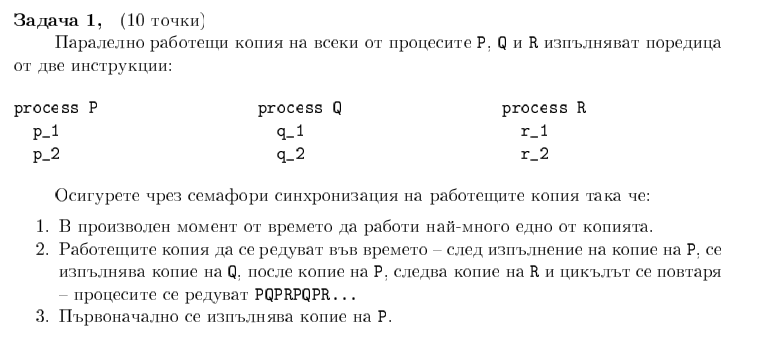 Задача 1, (10 точки)
Паралелно работещи копия на всеки от процесите P, Q и R изпълняват поредица
от две инструкции:
process P process Q process R
p_1 q_1 r_1
p_2 q_2 r_2
Осигурете чрез семафори синхронизация на работещите копия така че:
1. В произволен момент от времето да работи най-много едно от копията.
2. Работещите копия да се редуват във времето – след изпълнение на копие на P, се
изпълнява копие на Q, после копие на P, следва копие на R и цикълът се повтаря
– процесите се редуват PQPRPQPR...
3. Първоначално се изпълнява копие на P.